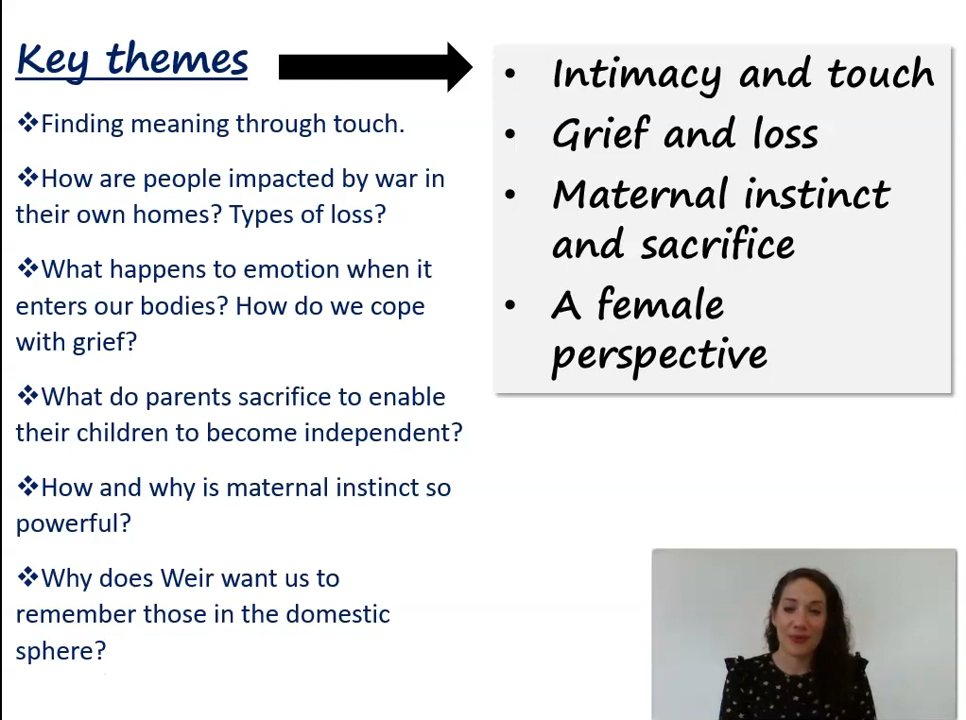 Key themes
❖Finding meaning through touch.
❖How are people impacted by war in
their own homes? Types of loss?
❖What happens to emotion when it
enters our bodies? How do we cope
with grief?
❖What do parents sacrifice to enable
their children to become independent?
❖How and why is maternal instinct so
powerful?
❖Why does Weir want us to
remember those in the domestic
sphere?
• Intimacy and touch
• Grief and loss
• Maternal instinct
and sacrifice
• A female
perspective